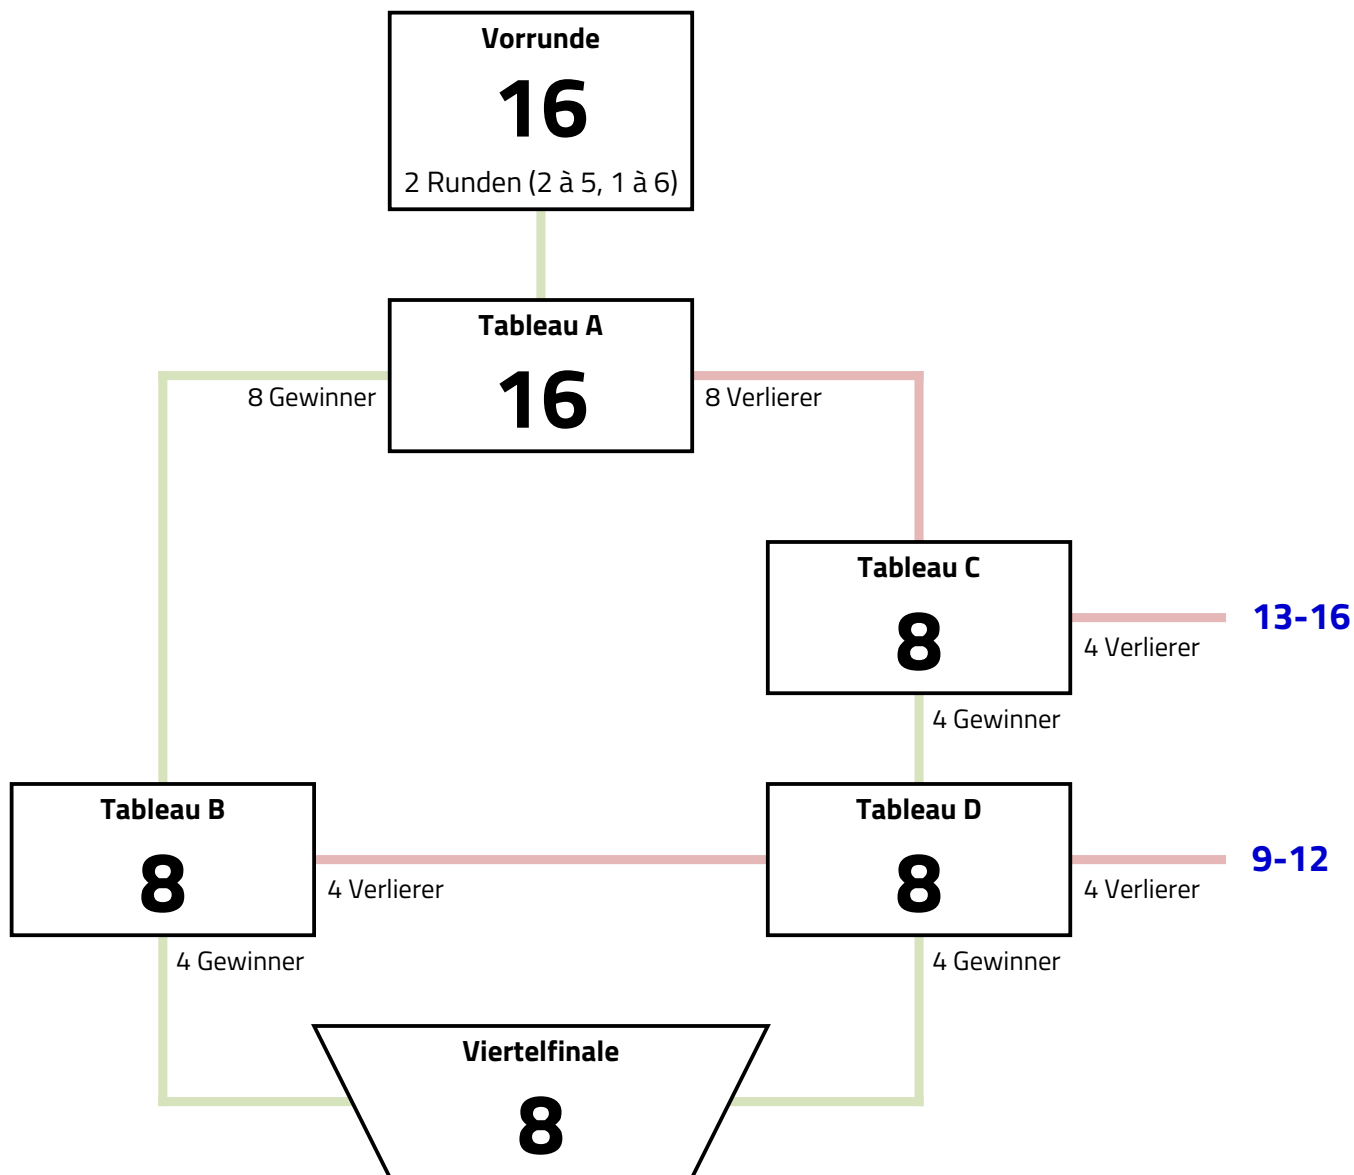 Vorrunde
16
2 Runden (2 à 5, 1 à 6)
Tableau A
16
8 Gewinner
8 Verlierer
Tableau C
8
13-16
4 Verlierer
4 Gewinner
Tableau B
8
4 Verlierer
Tableau D
8
9-12
4 Verlierer
4 Gewinner
4 Gewinner
Viertelfinale
8